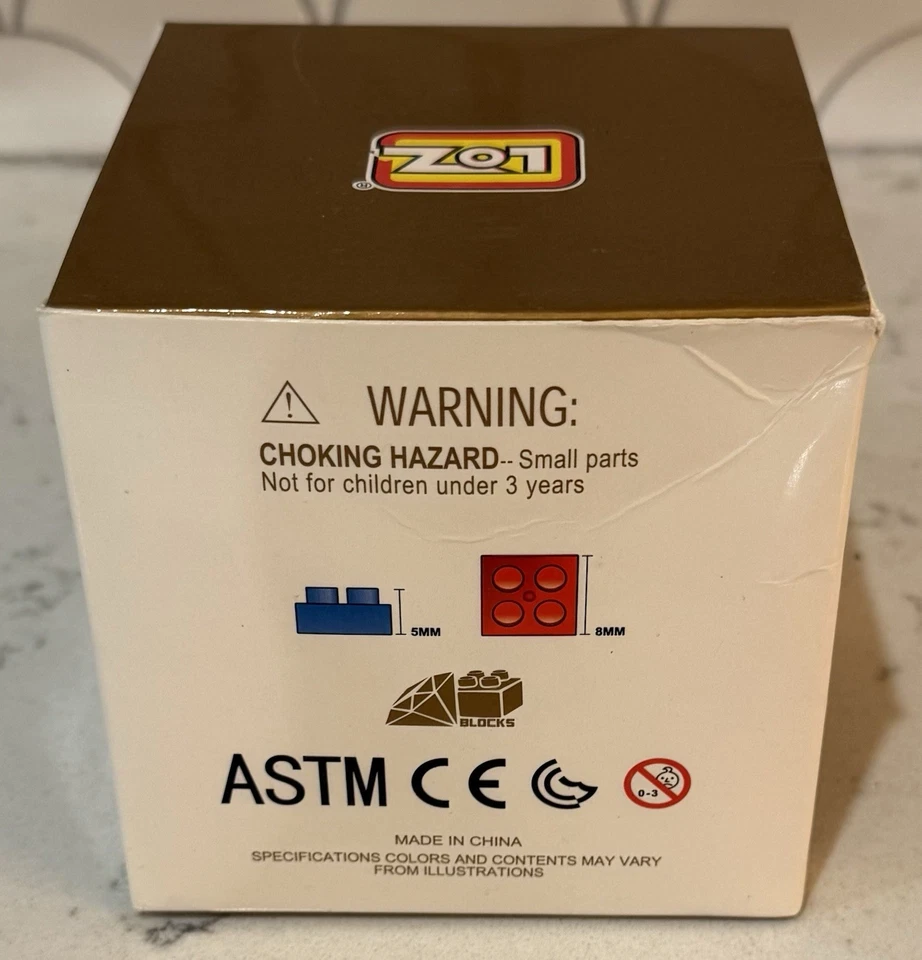 LOZ
®
WARNING:
CHOKING HAZARD-- Small parts
Not for children under 3 years
5MM
8MM
BLOCKS
ASTM CE
0-3
MADE IN CHINA
SPECIFICATIONS COLORS AND CONTENTS MAY VARY
FROM ILLUSTRATIONS